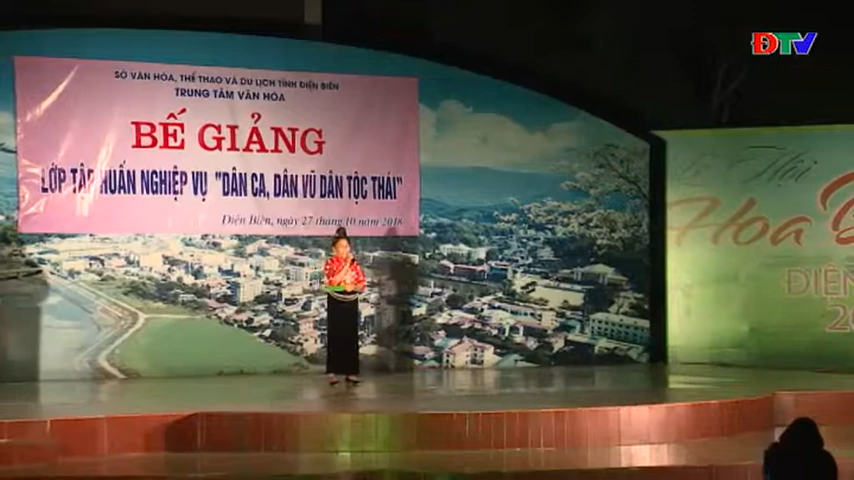 ĐTV
SỞ VĂN HÓA, THỂ THAO VÀ DU LỊCH TỈNH ĐIỆN BIÊN
TRUNG TÂM VĂN HÓA
BẾ GIẢNG
LỚP TẬP HUẤN NGHIỆP VỤ "DÂN CA, DÂN VŨ DÂN TỘC THÁI"
Điện Biên, ngày 27 tháng 10 năm 2018
Lễ Hội
Hoa B
ĐIỆN
20